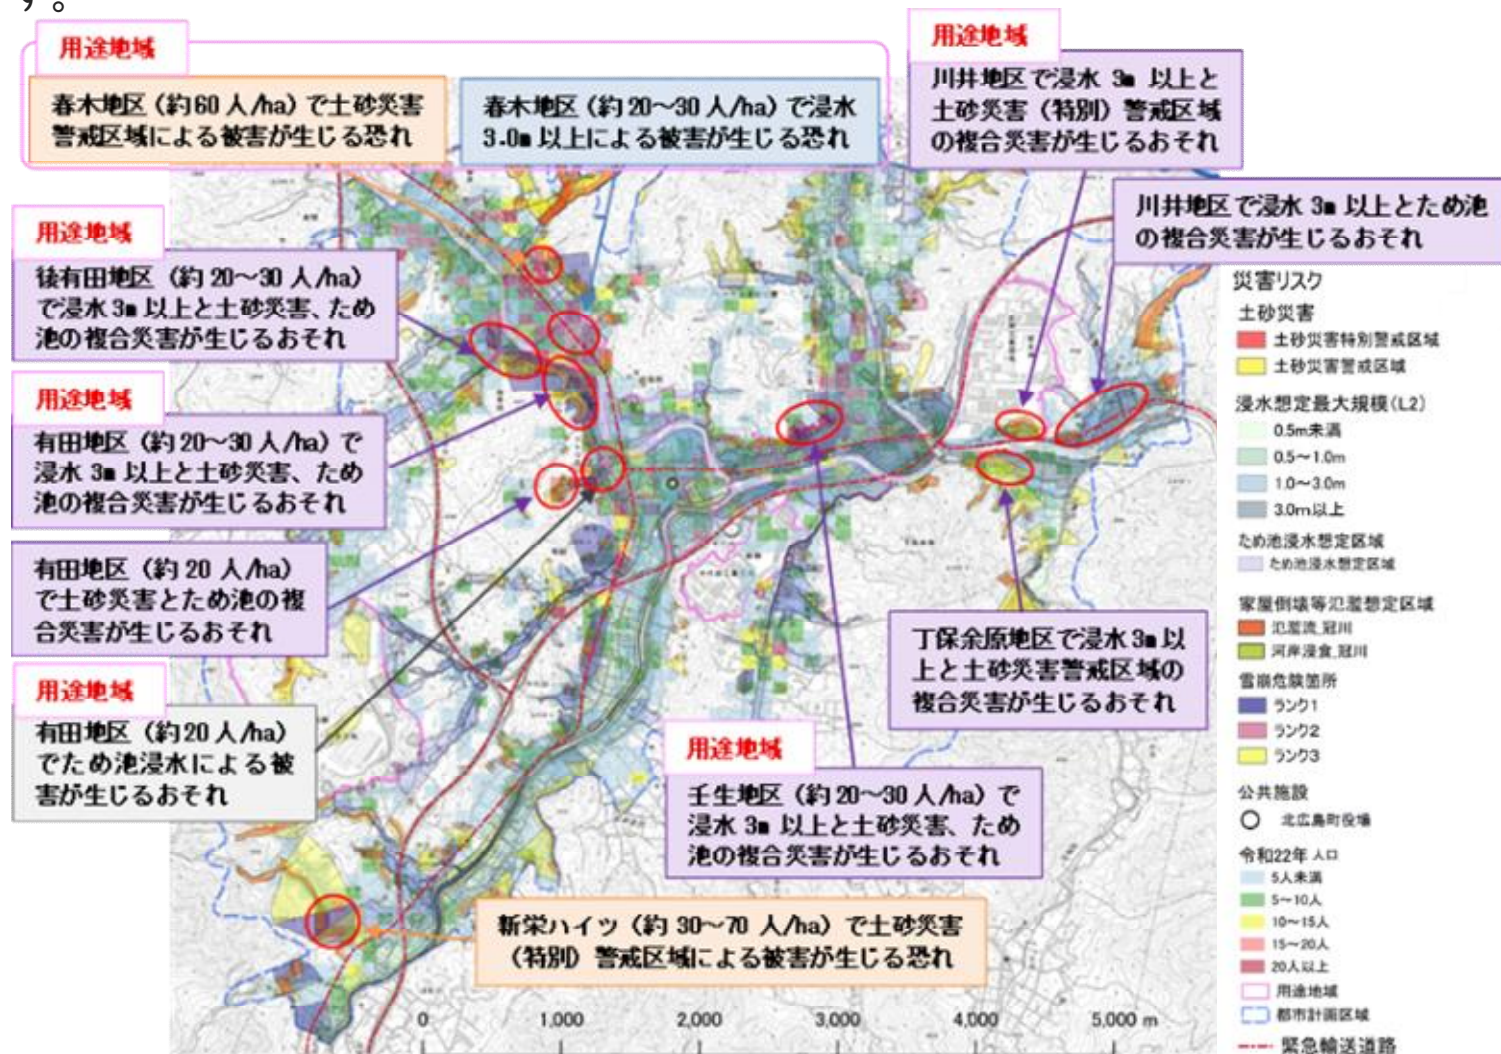 す。
用途地域
春木地区（約60人/ha）で土砂災害
警戒区域による被害が生じる恐れ
春木地区（約20～30人/ha）で浸水
3.0m以上による被害が生じる恐れ
用途地域
川井地区で浸水 3m 以上と
土砂災害（特別）警戒区域
の複合災害が生じるおそれ
川井地区で浸水 3m 以上とため池
の複合災害が生じるおそれ
用途地域
後有田地区（約20～30人/ha）
で浸水 3m 以上と土砂災害、ため
池の複合災害が生じるおそれ
用途地域
有田地区（約20～30人/ha）で
浸水 3m 以上と土砂災害、ため
池の複合災害が生じるおそれ
有田地区（約20人/ha）
で土砂災害とため池の複
合災害が生じるおそれ
用途地域
有田地区（約20人/ha）
でため池浸水による被
害が生じるおそれ
丁保余原地区で浸水 3m 以
上と土砂災害警戒区域の
複合災害が生じるおそれ
用途地域
壬生地区（約20～30人/ha）で
浸水 3m 以上と土砂災害、ため
池の複合災害が生じるおそれ
新栄ハイツ（約30～70 人/ha）で土砂災害
（特別）警戒区域による被害が生じる恐れ
0 1,000 2,000 3,000 4,000 5,000 m
災害リスク
土砂災害
土砂災害特別警戒区域
土砂災害警戒区域
浸水想定最大規模(L2)
0.5m未満
0.5～1.0m
1.0～3.0m
3.0m以上
ため池浸水想定区域
ため池浸水想定区域
家屋倒壊等氾濫想定区域
氾濫流_冠川
河岸浸食_冠川
雪崩危険箇所
ランク1
ランク2
ランク3
公共施設
北広島町役場
令和22年 人口
5人未満
5～10人
10～15人
15～20人
20人以上
用途地域
都市計画区域
緊急輸送道路